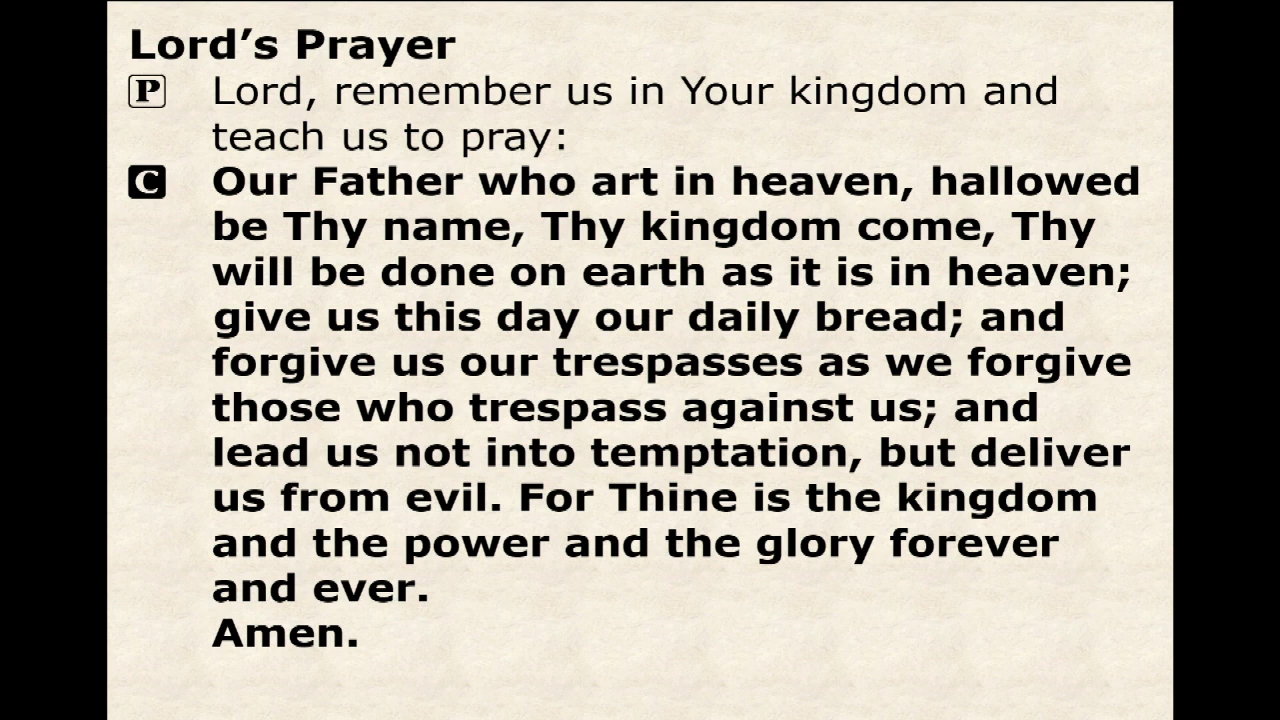 Lord's Prayer
P Lord, remember us in Your kingdom and
teach us to pray:
C Our Father who art in heaven, hallowed
be Thy name, Thy kingdom come, Thy
will be done on earth as it is in heaven;
give us this day our daily bread; and
forgive us our trespasses as we forgive
those who trespass against us; and
lead us not into temptation, but deliver
us from evil. For Thine is the kingdom
and the power and the glory forever
and ever.
Amen.